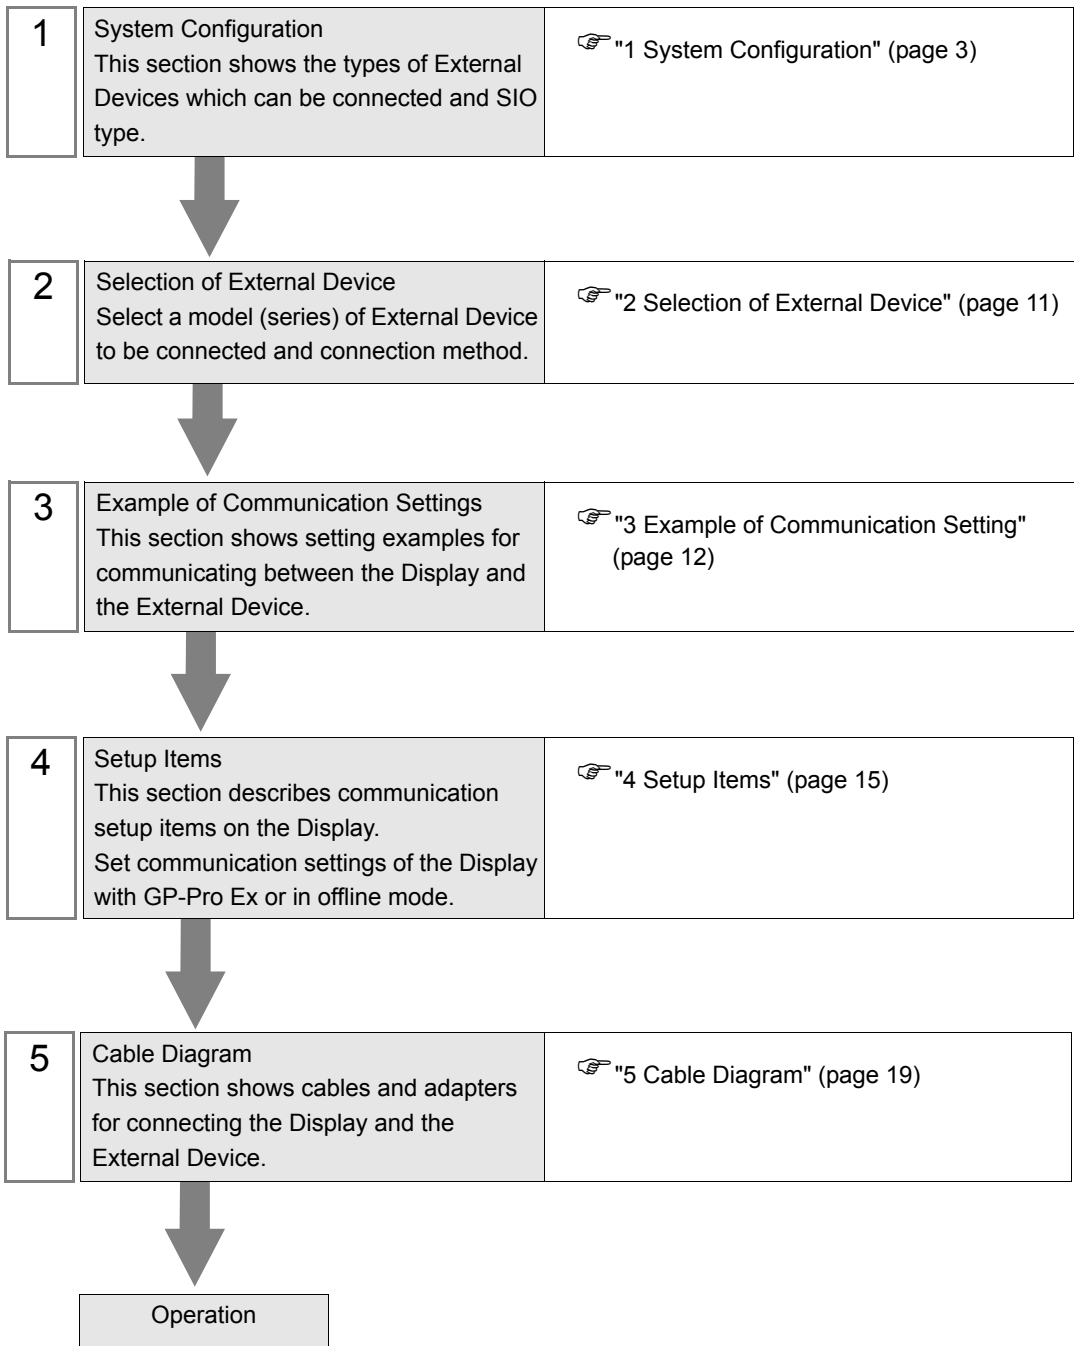 1
System Configuration
This section shows the types of External
Devices which can be connected and SIO
type.
"1 System Configuration" (page 3)
2
Selection of External Device
Select a model (series) of External Device
to be connected and connection method.
"2 Selection of External Device" (page 11)
3
Example of Communication Settings
This section shows setting examples for
communicating between the Display and
the External Device.
"3 Example of Communication Setting"
(page 12)
4
Setup Items
This section describes communication
setup items on the Display.
Set communication settings of the Display
with GP-Pro Ex or in offline mode.
"4 Setup Items" (page 15)
5
Cable Diagram
This section shows cables and adapters
for connecting the Display and the
External Device.
"5 Cable Diagram" (page 19)
Operation